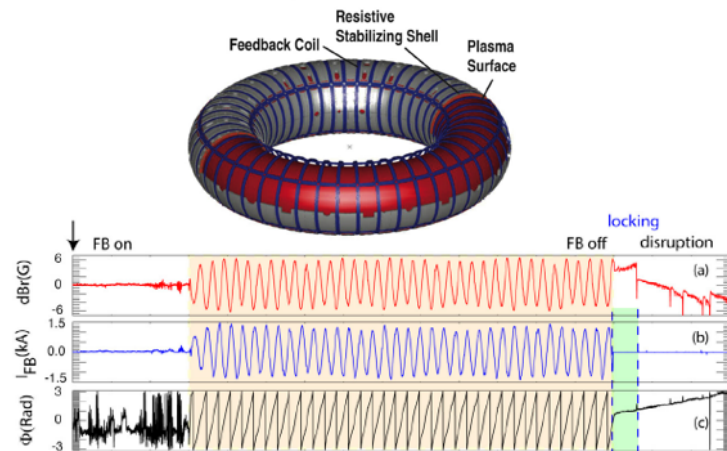 Resistive
Feedback Coil
Stabilizing Shell
Plasma
Surface
locking
FB on
FB off
disruption
dBr(G)
6
0
-6
(a)
I_FB(kA)
1.5
0.0
-1.5
(b)
Φ(Rad)
3
0
-3
(c)